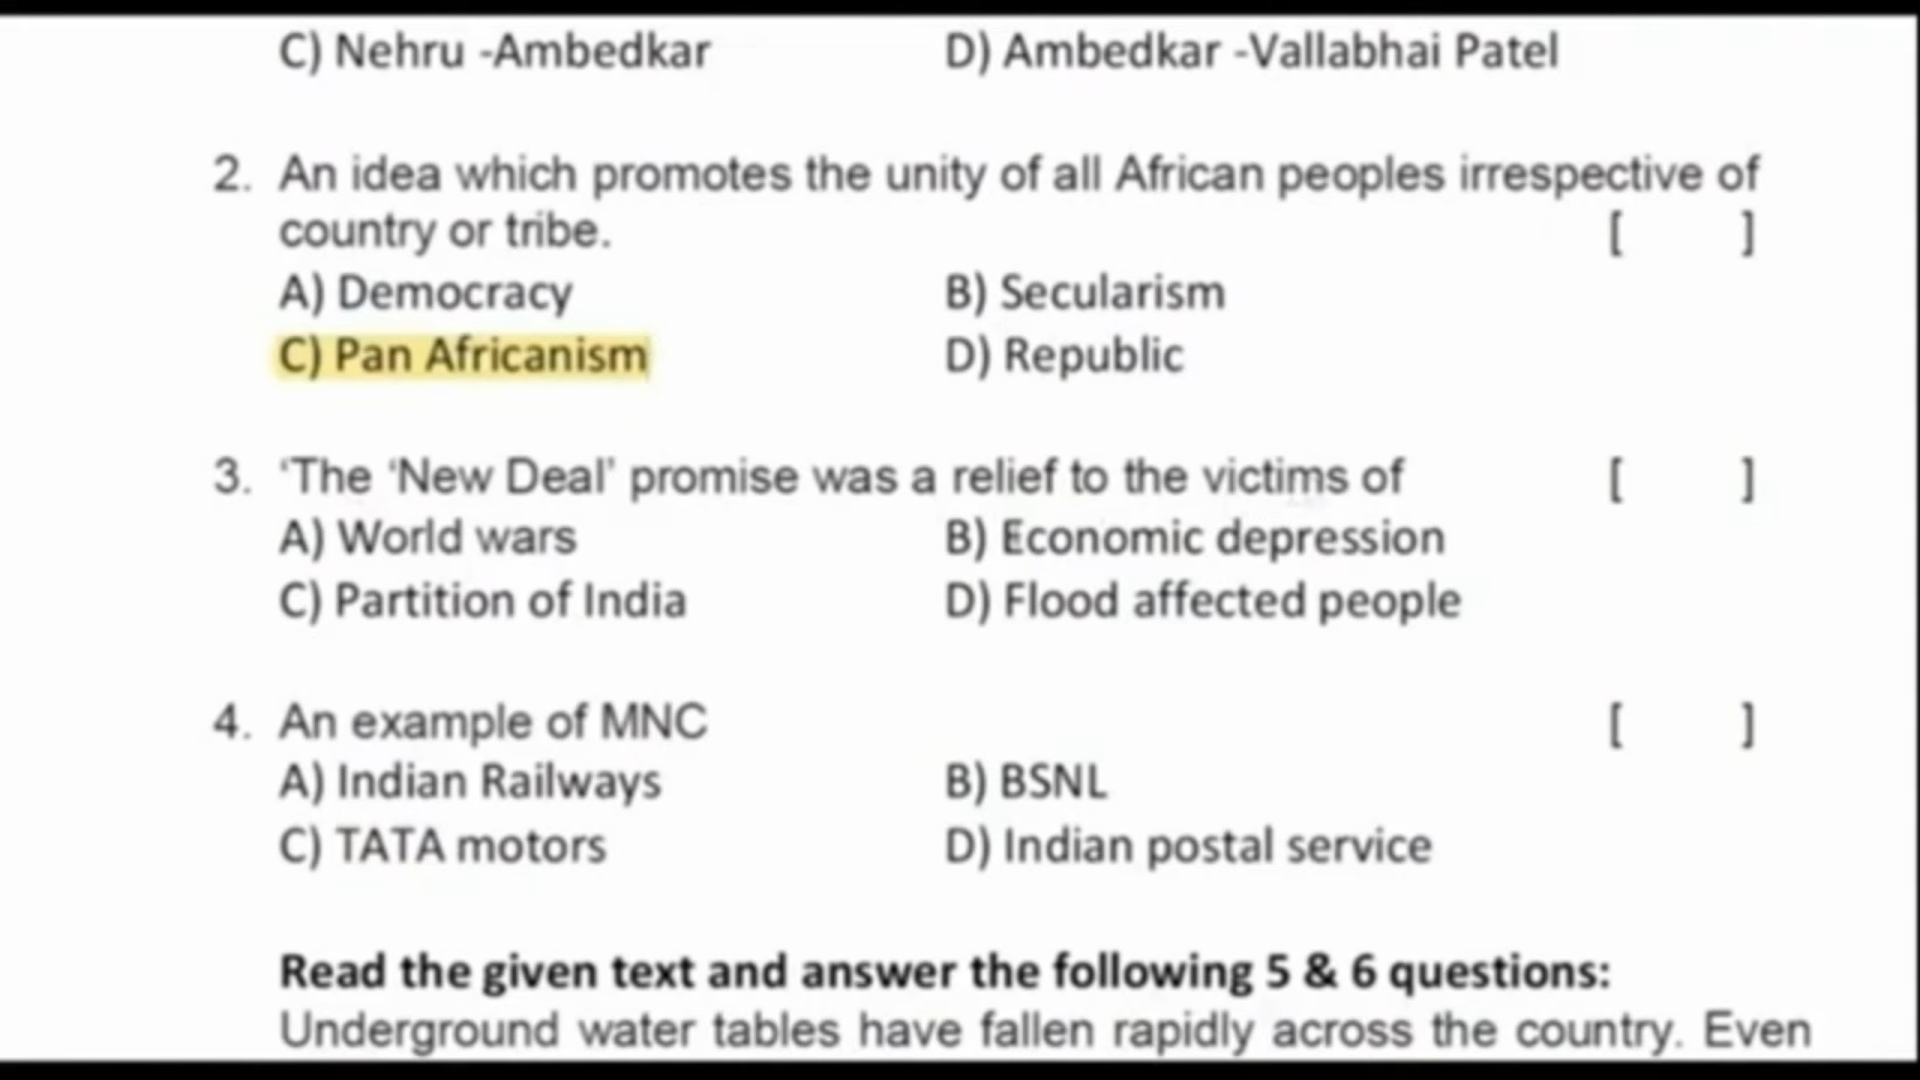 C) Nehru -Ambedkar D) Ambedkar -Vallabhai Patel
2. An idea which promotes the unity of all African peoples irrespective of
country or tribe. [ ]
A) Democracy B) Secularism
C) Pan Africanism D) Republic
3. ‘The ‘New Deal’ promise was a relief to the victims of [ ]
A) World wars B) Economic depression
C) Partition of India D) Flood affected people
4. An example of MNC [ ]
A) Indian Railways B) BSNL
C) TATA motors D) Indian postal service
Read the given text and answer the following 5 & 6 questions:
Underground water tables have fallen rapidly across the country. Even